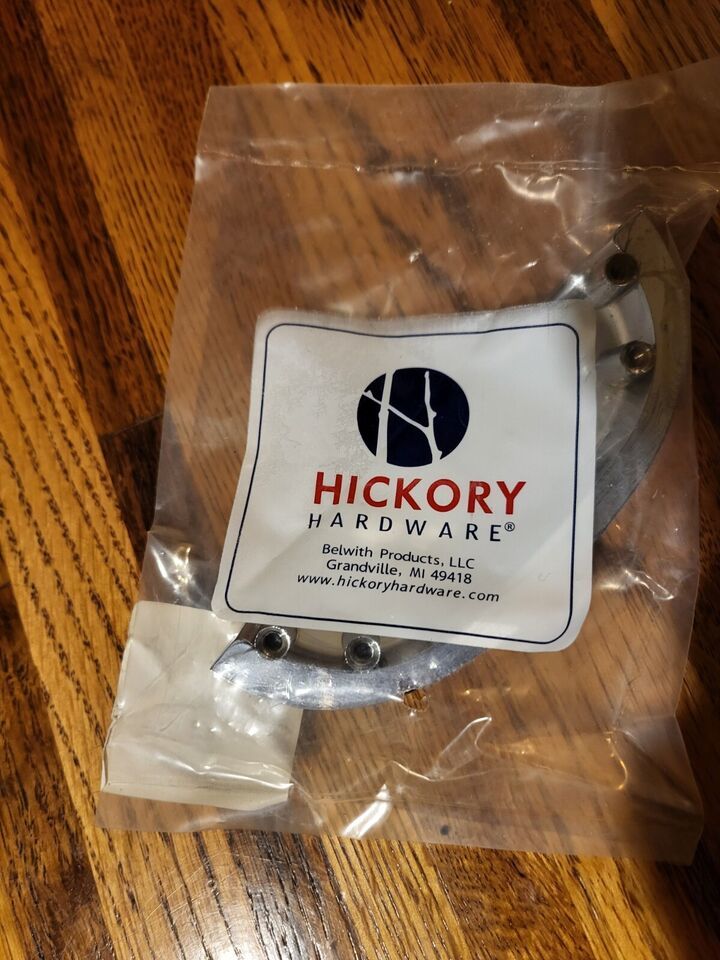 HICKORY
HARDWARE®
Belwith Products, LLC
Grandville, MI 49418
www.hickoryhardware.com